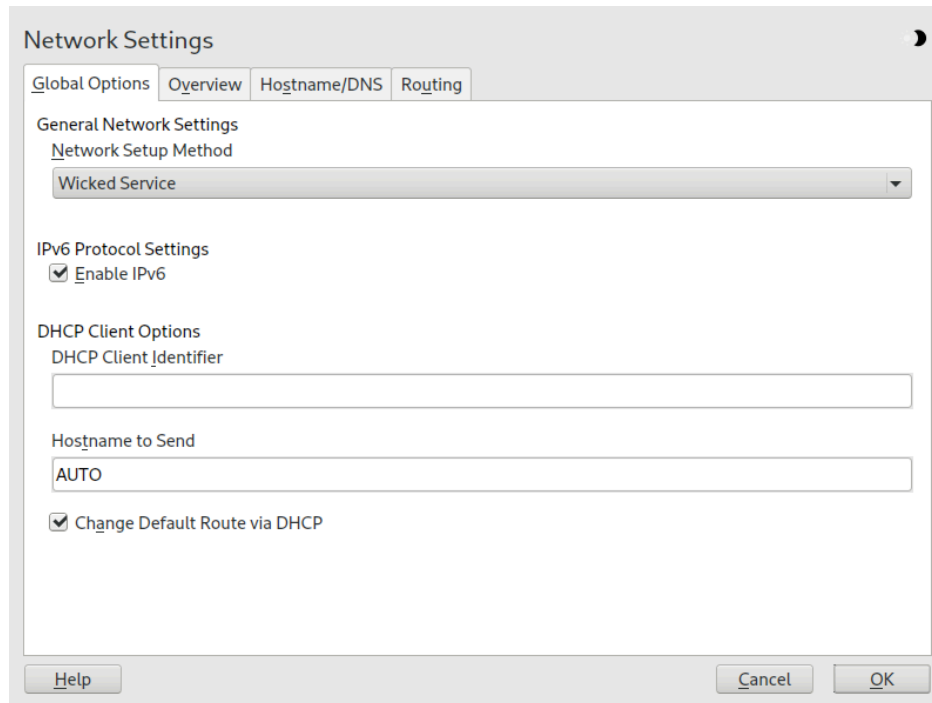 Network Settings
Global Options Overview Hostname/DNS Routing
General Network Settings
Network Setup Method
Wicked Service
IPv6 Protocol Settings
Enable IPv6
DHCP Client Options
DHCP Client Identifier
Hostname to Send
AUTO
Change Default Route via DHCP
Help Cancel OK